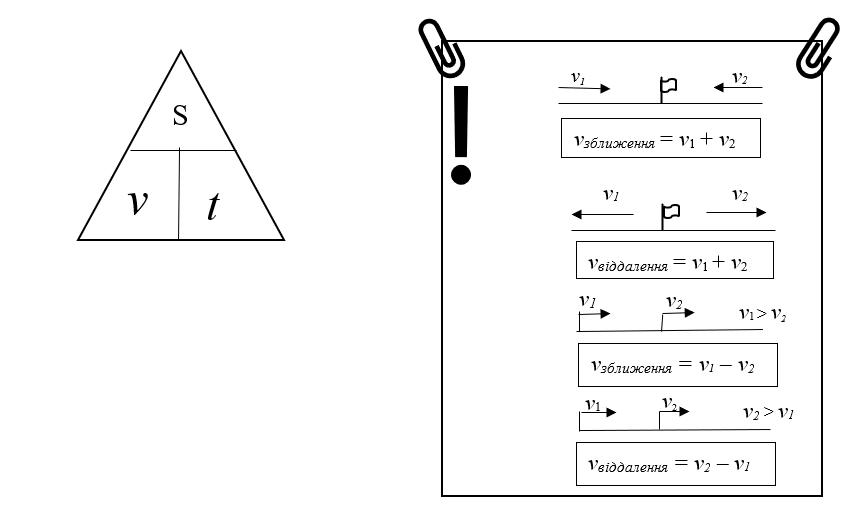 S
v t
!
v1 v2
vзближення = v1 + v2
v1 v2
vвіддалення = v1 + v2
v1 v2 v1 > v2
vзближення = v1 – v2
v1 v2 v2 > v1
vвіддалення = v2 – v1